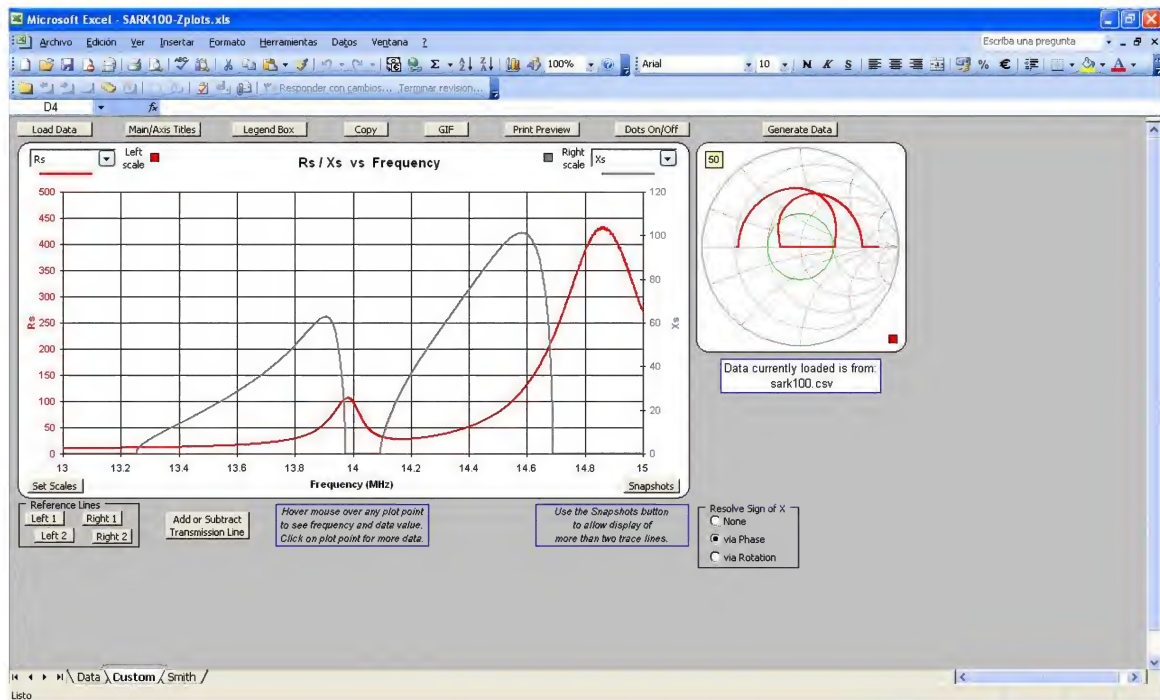 Microsoft Excel - SARK100-Zplots.xls
Archivo Edición Ver Insertar Formato Herramientas Datos Ventana ?
Escriba una pregunta
100%
Arial 10 N K S
% €
Responder con cambios... Terminar revisión...
D4 fx
Load Data Main/Axis Titles Legend Box Copy GIF Print Preview Dots On/Off Generate Data
Rs
Left scale
Rs / Xs vs Frequency
Right scale
Xs
500
450
400
350
300
250
200
150
100
50
0
Rs
120
100
80
60
40
20
0
Xs
13 13.2 13.4 13.6 13.8 14 14.2 14.4 14.6 14.8 15
Frequency (MHz)
Set Scales
Snapshots
50
Data currently loaded is from:
sark100.csv
Reference Lines
Left 1 Right 1
Left 2 Right 2
Add or Subtract
Transmission Line
Hover mouse over any plot point
to see frequency and data value.
Click on plot point for more data.
Use the Snapshots button
to allow display of
more than two trace lines.
Resolve Sign of X
None
via Phase
via Rotation
Data Custom Smith
Listo